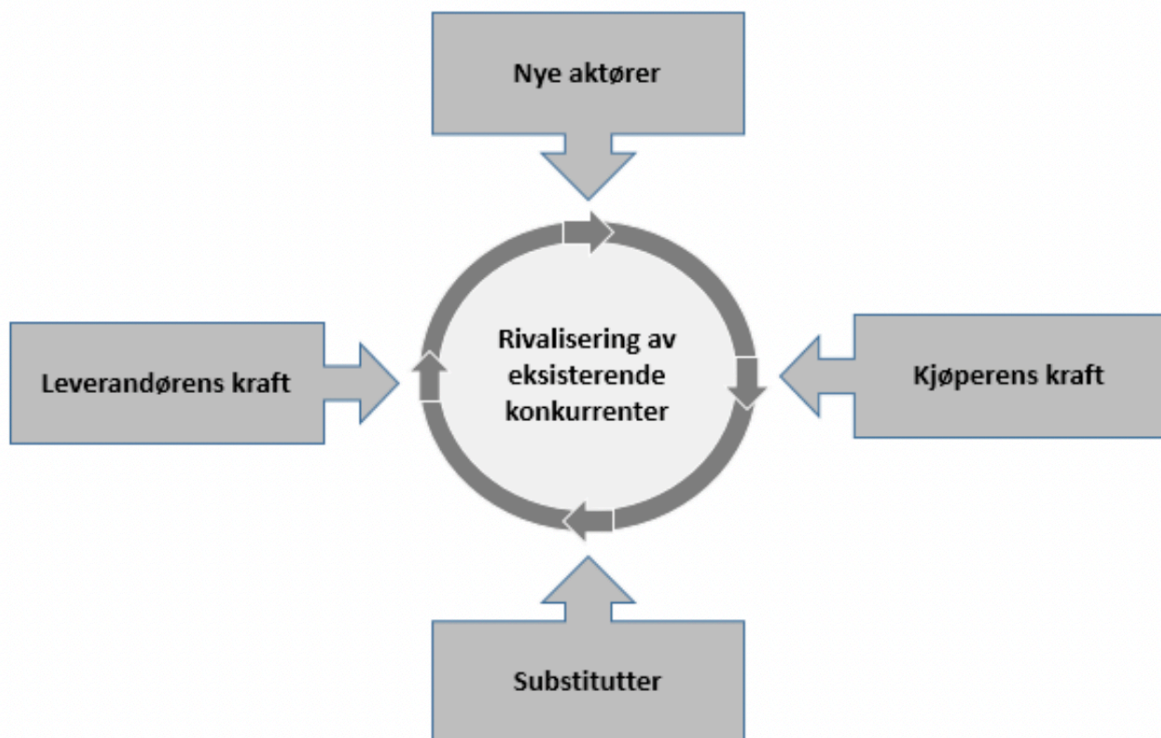 Nye aktører
Leverandørens kraft
Rivalisering av
eksisterende
konkurrenter
Kjøperens kraft
Substitutter